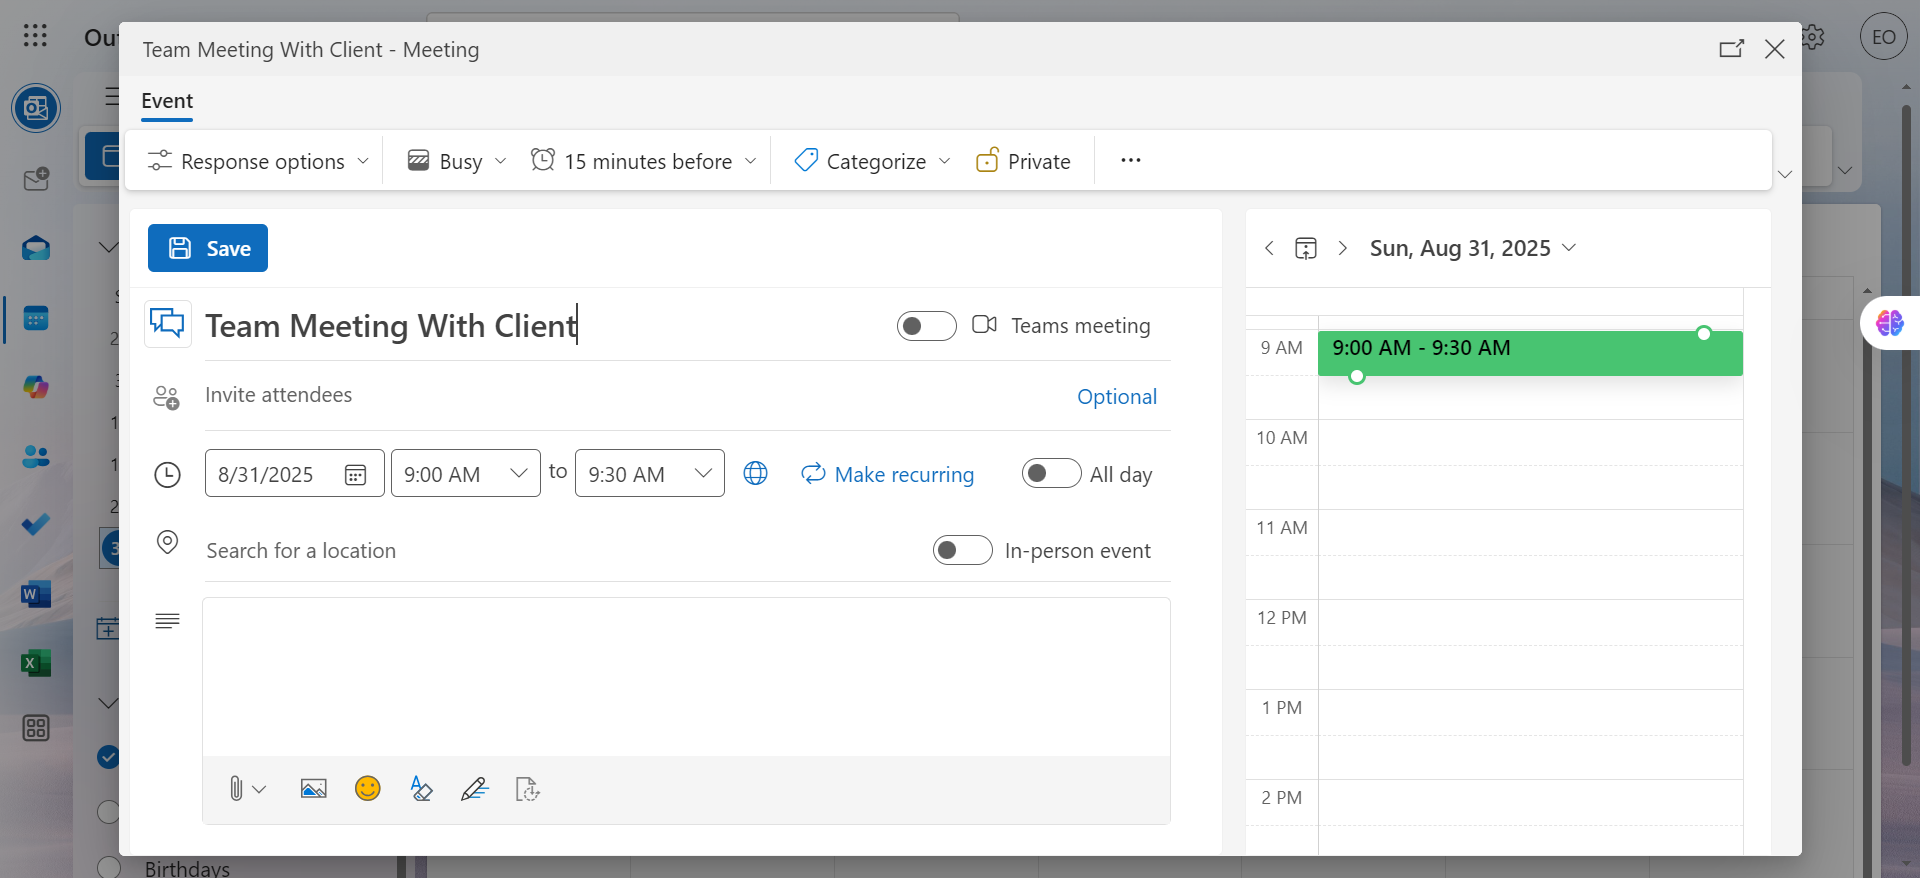 Out
EO
Team Meeting With Client - Meeting
Event
Response options
Busy
15 minutes before
Categorize
Private
Save
Sun, Aug 31, 2025
Team Meeting With Client
Teams meeting
Invite attendees
Optional
8/31/2025
9:00 AM
to
9:30 AM
Make recurring
All day
Search for a location
In-person event
9 AM
9:00 AM - 9:30 AM
10 AM
11 AM
12 PM
1 PM
2 PM
Birthdays